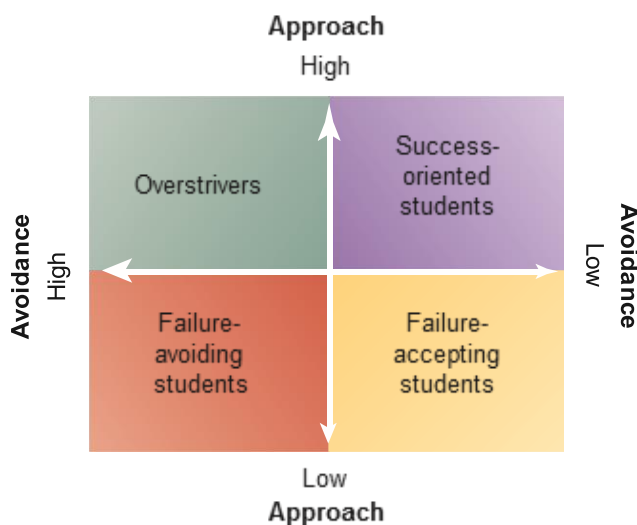 Approach
High
Overstrivers
Success-
oriented
students
Avoidance
High
Low
Avoidance
Failure-
avoiding
students
Failure-
accepting
students
Low
Approach